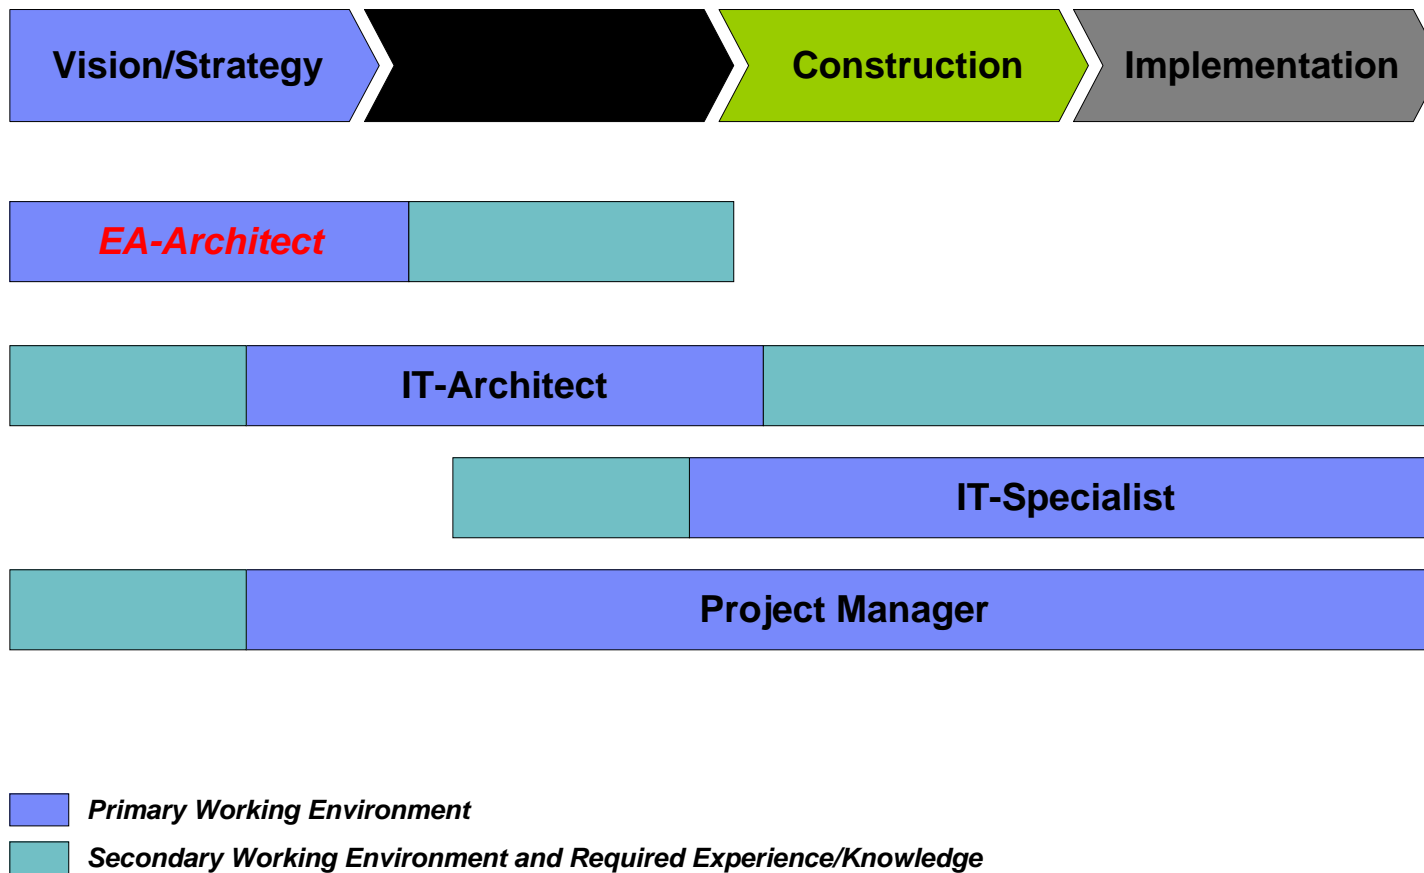 Vision/Strategy
Construction
Implementation
EA-Architect
IT-Architect
IT-Specialist
Project Manager
Primary Working Environment
Secondary Working Environment and Required Experience/Knowledge